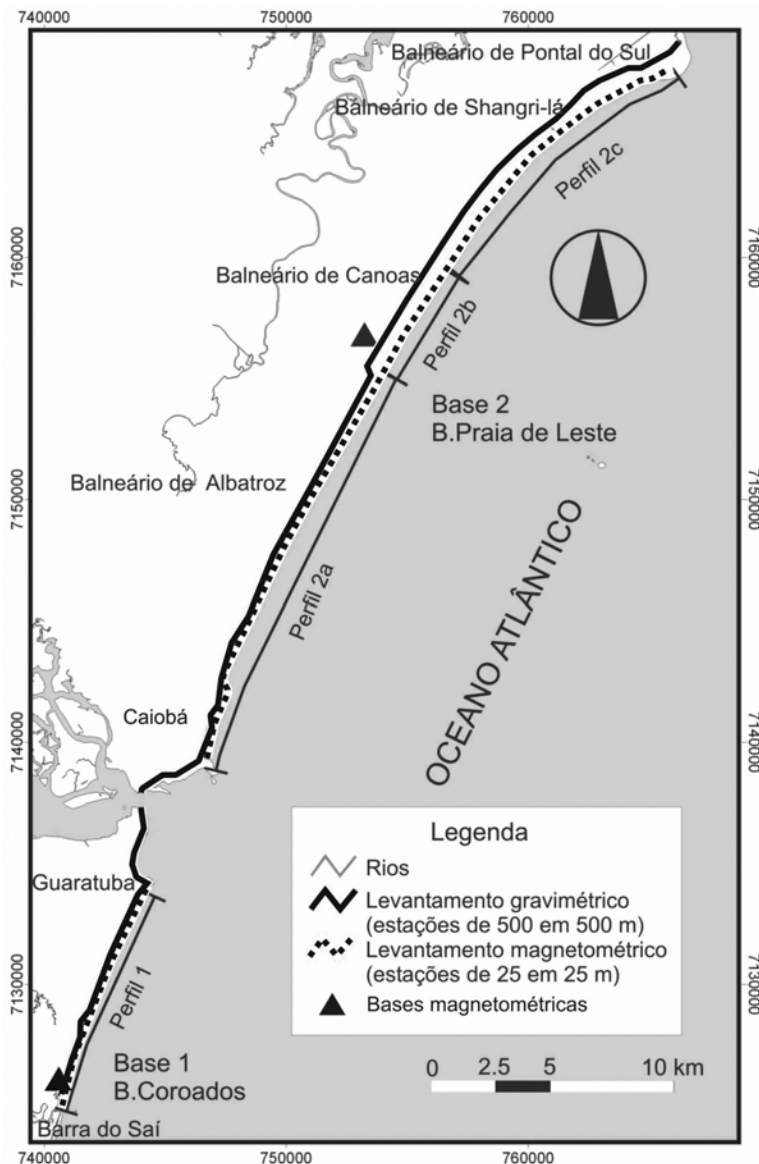 740000
750000
760000
Balneário de Pontal do Sul
Balneário de Shangri-lá
Perfil 2c
7160000
7160000
Balneário de Canoas
Perfil 2b
Base 2
B.Praia de Leste
Balneário de Albatroz
7150000
7150000
Perfil 2a
OCEANO ATLÂNTICO
Caiobá
7140000
7140000
Legenda
Rios
Guaratuba
Levantamento gravimétrico
(estações de 500 em 500 m)
Levantamento magnetométrico
(estações de 25 em 25 m)
7130000
7130000
Perfil 1
Bases magnetométricas
Base 1
B.Coroados
0 2.5 5 10 km
Barra do Saí
740000
750000
760000